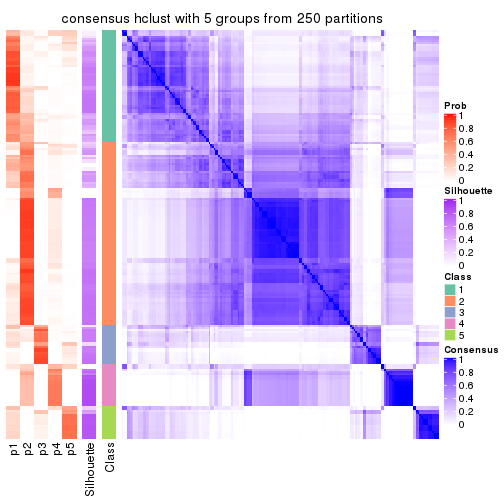 consensus hclust with 5 groups from 250 partitions
Prob
1
0.8
0.6
0.4
0.2
0
Silhouette
1
0.8
0.6
0.4
0.2
0
Class
1
2
3
4
5
Consensus
1
0.8
0.6
0.4
0.2
0
p1
p2
p3
p4
p5
Silhouette
Class